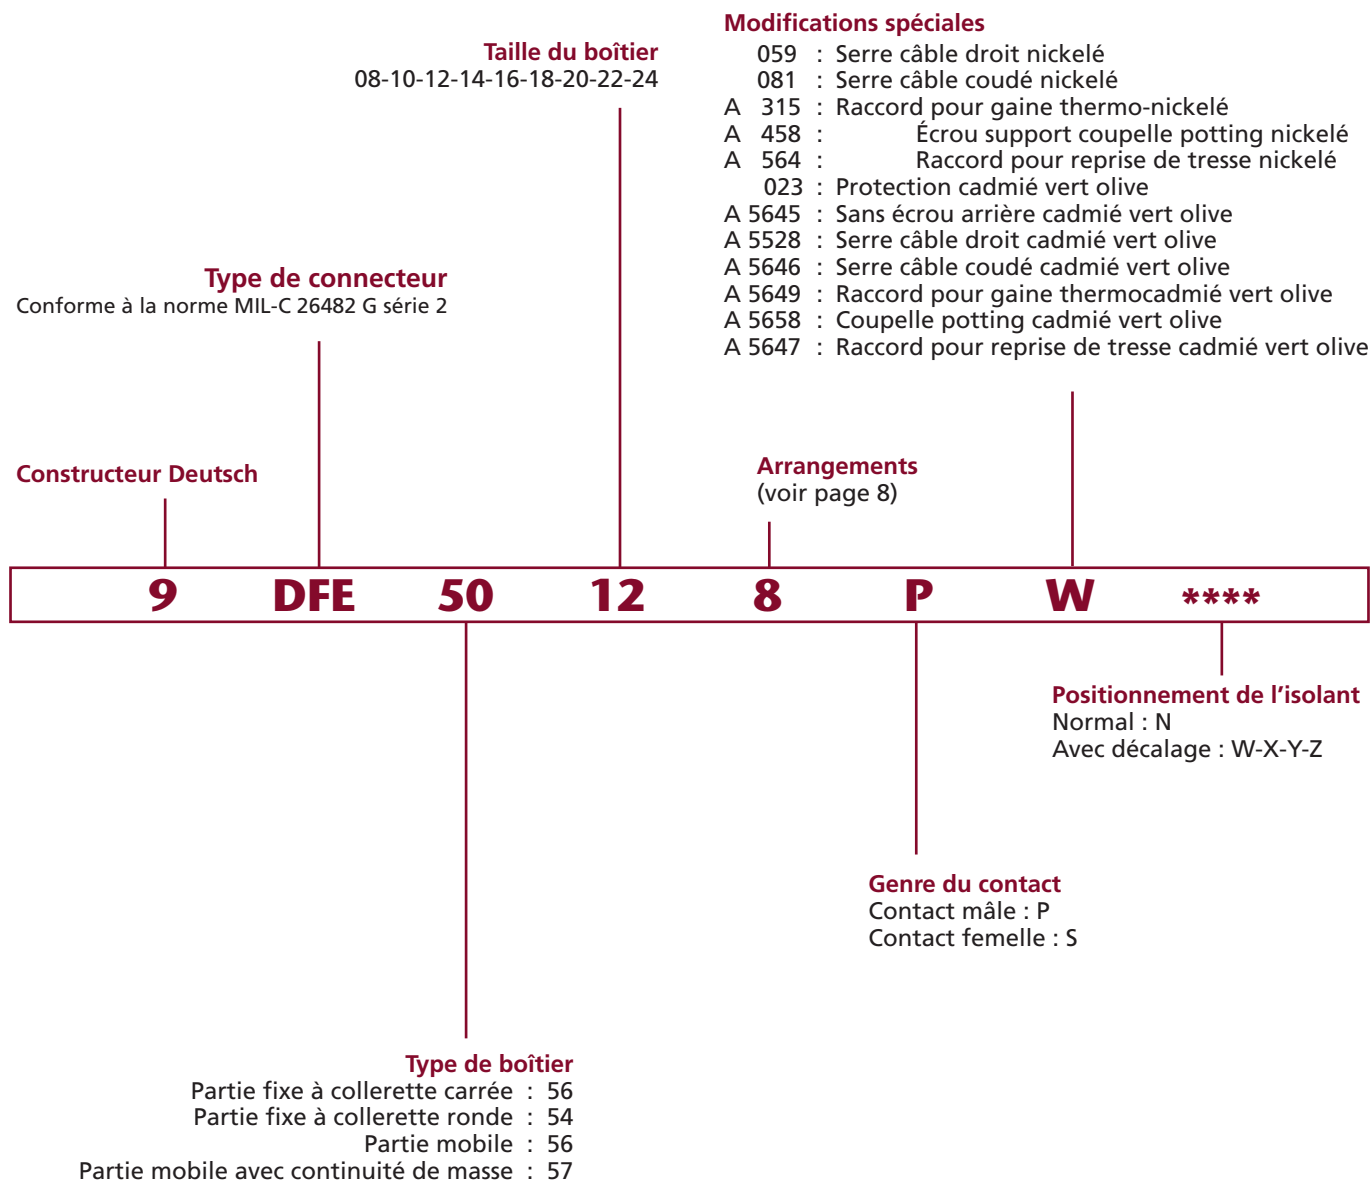 Modifications spéciales
059 : Serre câble droit nickelé
081 : Serre câble coudé nickelé
A 315 : Raccord pour gaine thermo-nickelé
A 458 : Écrou support coupelle potting nickelé
A 564 : Raccord pour reprise de tresse nickelé
023 : Protection cadmié vert olive
A 5645 : Sans écrou arrière cadmié vert olive
A 5528 : Serre câble droit cadmié vert olive
A 5646 : Serre câble coudé cadmié vert olive
A 5649 : Raccord pour gaine thermocadmié vert olive
A 5658 : Coupelle potting cadmié vert olive
A 5647 : Raccord pour reprise de tresse cadmié vert olive
Taille du boîtier
08-10-12-14-16-18-20-22-24
Type de connecteur
Conforme à la norme MIL-C 26482 G série 2
Constructeur Deutsch
Arrangements
(voir page 8)
9 DFE 50 12 8 P W ****
Positionnement de l’isolant
Normal : N
Avec décalage : W-X-Y-Z
Genre du contact
Contact mâle : P
Contact femelle : S
Type de boîtier
Partie fixe à collerette carrée : 56
Partie fixe à collerette ronde : 54
Partie mobile : 56
Partie mobile avec continuité de masse : 57